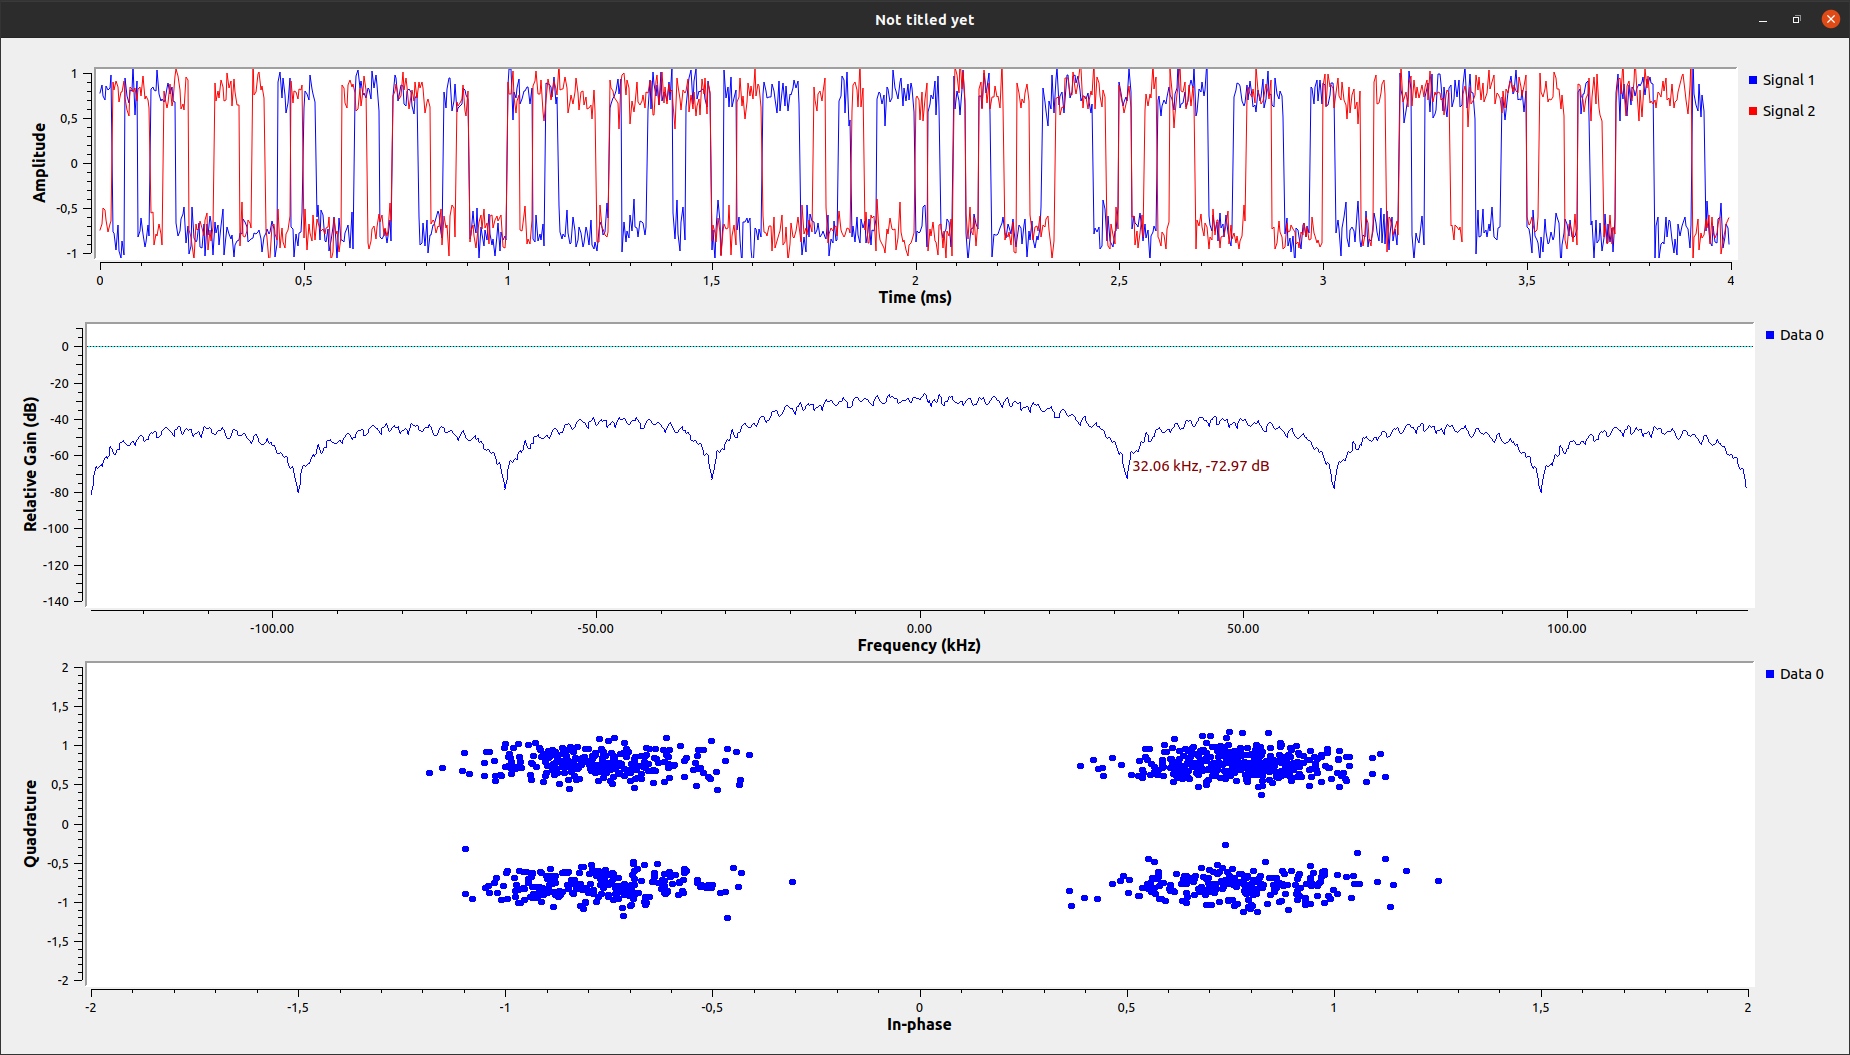 Not titled yet
1
0,5
0
-0,5
-1
Amplitude
Signal 1
Signal 2
0 0,5 1 1,5 2 2,5 3 3,5 4
Time (ms)
0
-20
-40
-60
-80
-100
-120
-140
Relative Gain (dB)
Data 0
32.06 kHz, -72.97 dB
-100.00 -50.00 0.00 50.00 100.00
Frequency (kHz)
2
1,5
1
0,5
0
-0,5
-1
-1,5
-2
Quadrature
Data 0
-2 -1,5 -1 -0,5 0 0,5 1 1,5 2
In-phase